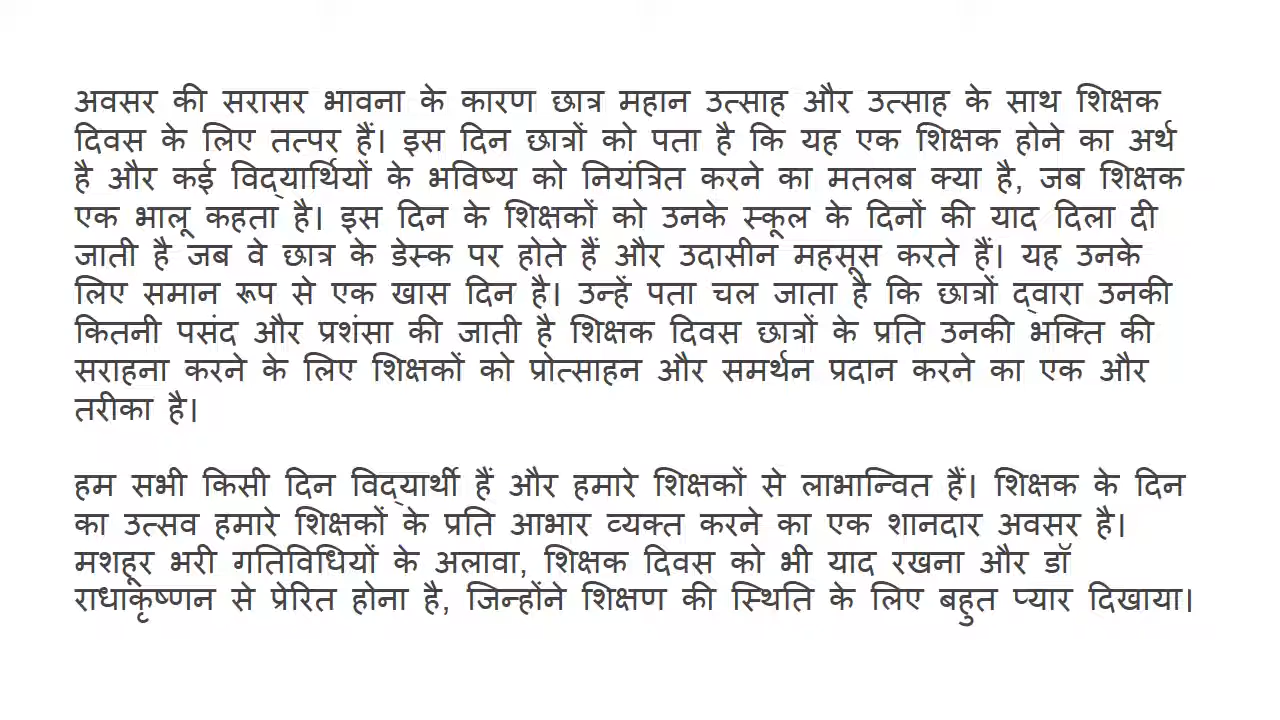 अवसर की सरासर भावना के कारण छात्र महान उत्साह और उत्साह के साथ शिक्षक
दिवस के लिए तत्पर हैं। इस दिन छात्रों को पता है कि यह एक शिक्षक होने का अर्थ
है और कई विद्यार्थियों के भविष्य को नियंत्रित करने का मतलब क्या है, जब शिक्षक
एक भालू कहता है। इस दिन के शिक्षकों को उनके स्कूल के दिनों की याद दिला दी
जाती है जब वे छात्र के डेस्क पर होते हैं और उदासीन महसूस करते हैं। यह उनके
लिए समान रूप से एक खास दिन है। उन्हें पता चल जाता है कि छात्रों द्वारा उनकी
कितनी पसंद और प्रशंसा की जाती है शिक्षक दिवस छात्रों के प्रति उनकी भक्ति की
सराहना करने के लिए शिक्षकों को प्रोत्साहन और समर्थन प्रदान करने का एक और
तरीका है।
हम सभी किसी दिन विद्यार्थी हैं और हमारे शिक्षकों से लाभान्वित हैं। शिक्षक के दिन
का उत्सव हमारे शिक्षकों के प्रति आभार व्यक्त करने का एक शानदार अवसर है।
मशहूर भरी गतिविधियों के अलावा, शिक्षक दिवस को भी याद रखना और डॉ
राधाकृष्णन से प्रेरित होना है, जिन्होंने शिक्षण की स्थिति के लिए बहुत प्यार दिखाया।